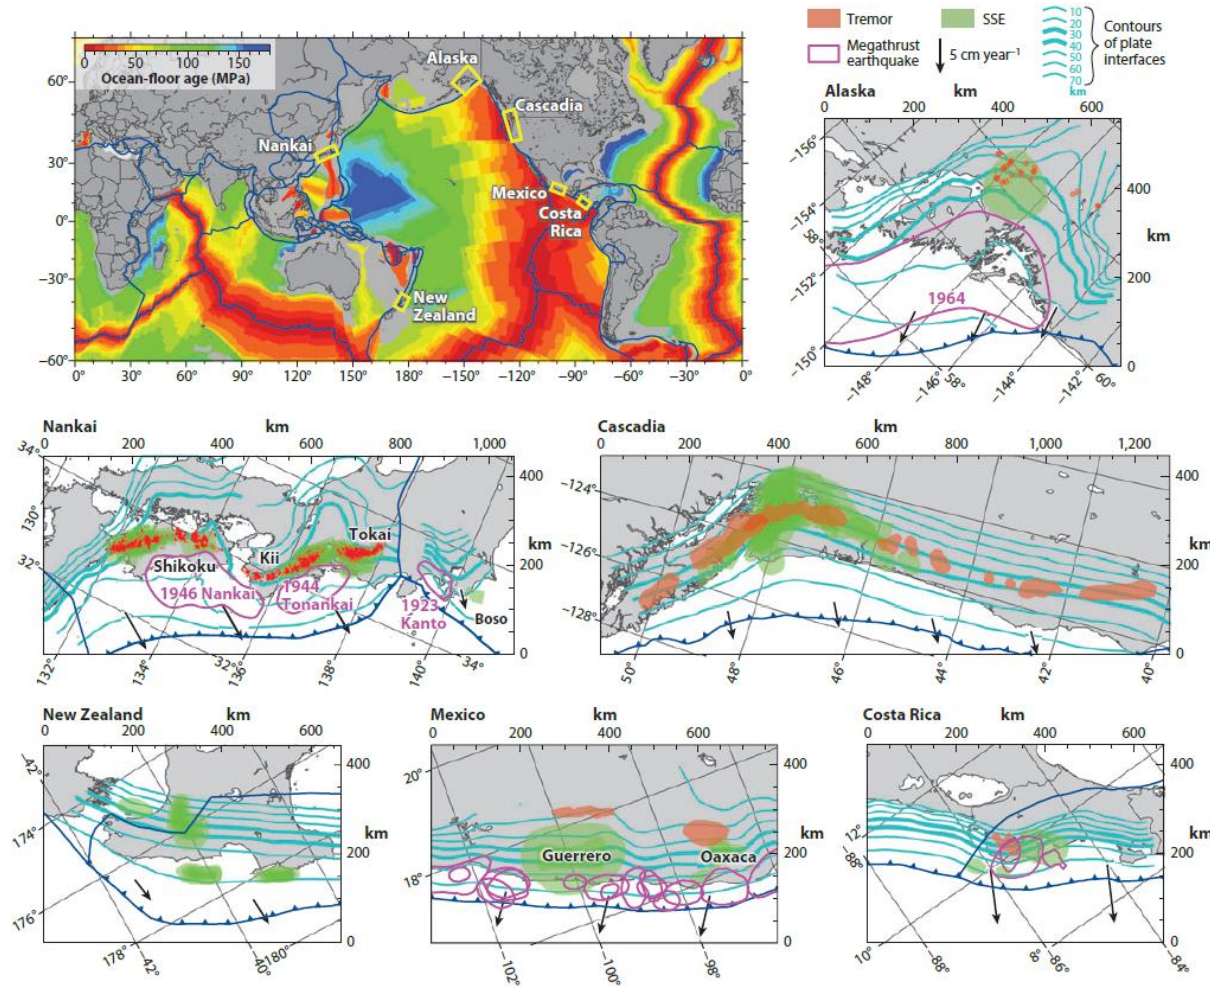 0 50 100 150
Ocean-floor age (MPa)
60°
30°
0°
−30°
−60°
0° 30° 60° 90° 120° 150° 180° −150° −120° −90° −60° −30° 0°
Alaska
Cascadia
Nankai
Mexico
Costa
Rica
New
Zealand
Tremor
SSE
Megathrust
earthquake
5 cm year⁻¹
10
20
30
40
50
60
70
km
Contours
of plate
interfaces
Alaska
0 200 km 400 600
−156°
−154°
58°
−152°
−150°
400
km
200
0
1964
−148° −146° 58° −144° −142° 60°
Nankai
0 200 400 km 600 800 1,000
34°
130°
32°
400
km
200
0
Tokai
Kii
Shikoku
1946 Nankai
1944
Tonankai
1923
Kanto
Boso
132° 134° 32° 136° 138° 140° 34°
Cascadia
0 200 400 km 600 800 1,000 1,200
−124°
−126°
−128°
400
km
200
0
50° 48° 46° 44° 42° 40°
New Zealand
0 200 km 400 600
−42°
174°
176°
400
km
200
0
178° −42° −40° 180°
Mexico
0 200 km 400 600
20°
18°
400
km
200
0
Guerrero
Oaxaca
−102° −100° −98°
Costa Rica
0 200 km 400 600
12°
−88°
400
km
200
0
10° −88° 8° −86° −84°